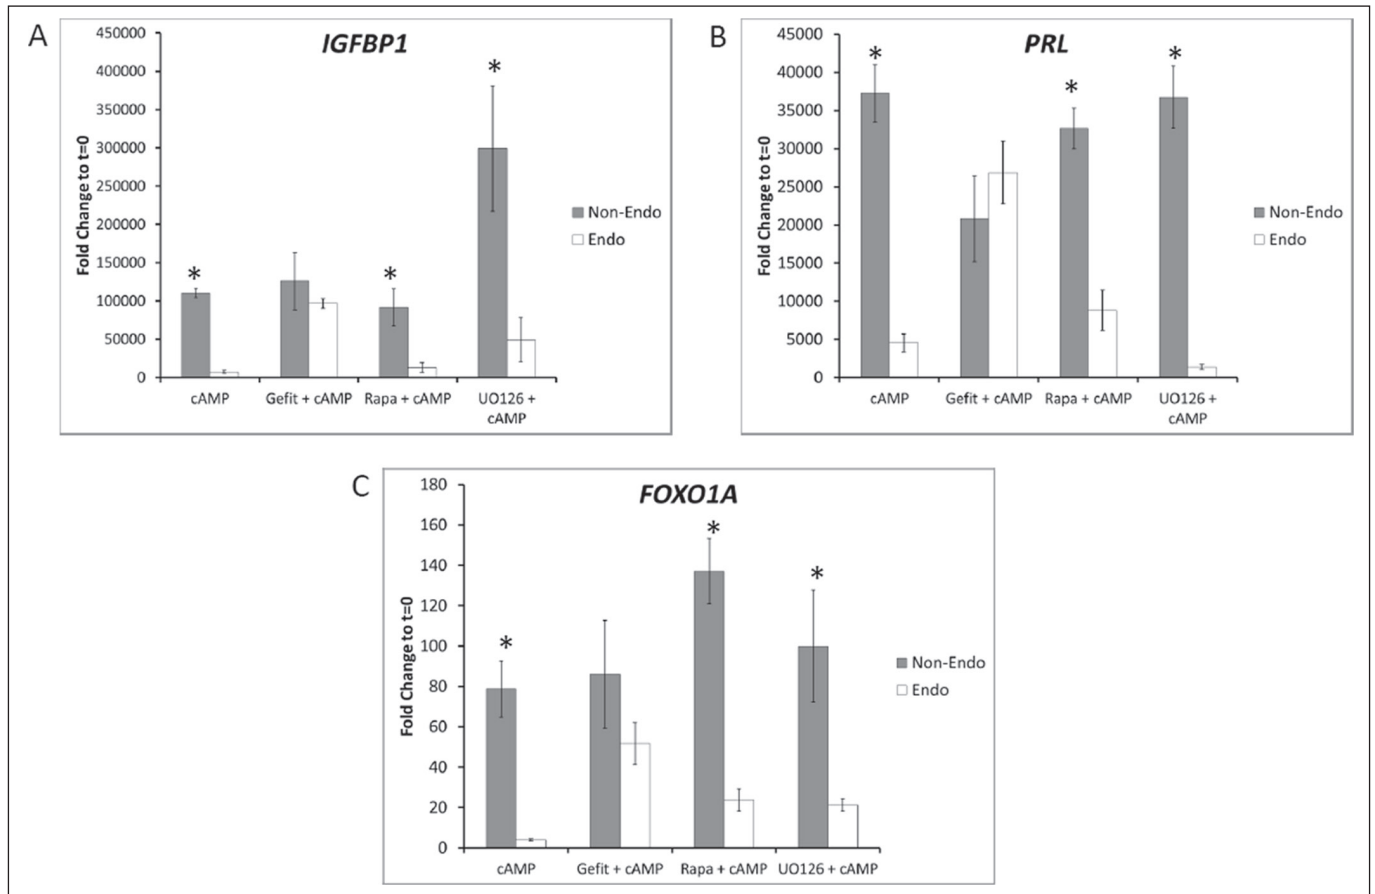 A
IGFBP1
Fold Change to t=0
450000
400000
350000
300000
250000
200000
150000
100000
50000
0
*
*
*
cAMP
Gefit + cAMP
Rapa + cAMP
UO126 +
cAMP
Non-Endo
Endo
B
PRL
Fold Change to t=0
45000
40000
35000
30000
25000
20000
15000
10000
5000
0
*
*
*
cAMP
Gefit + cAMP
Rapa + cAMP
UO126 +
cAMP
Non-Endo
Endo
C
FOXO1A
Fold Change to t=0
180
160
140
120
100
80
60
40
20
0
*
*
*
cAMP
Gefit + cAMP
Rapa + cAMP
UO126 + cAMP
Non-Endo
Endo